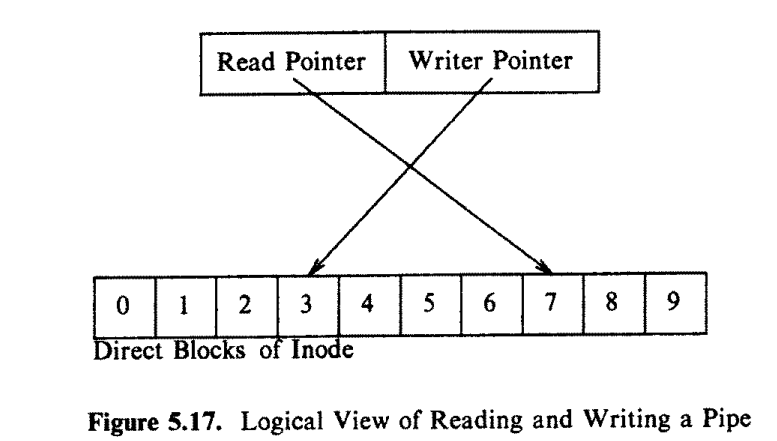 Read Pointer Writer Pointer
0 1 2 3 4 5 6 7 8 9
Direct Blocks of Inode
Figure 5.17. Logical View of Reading and Writing a Pipe